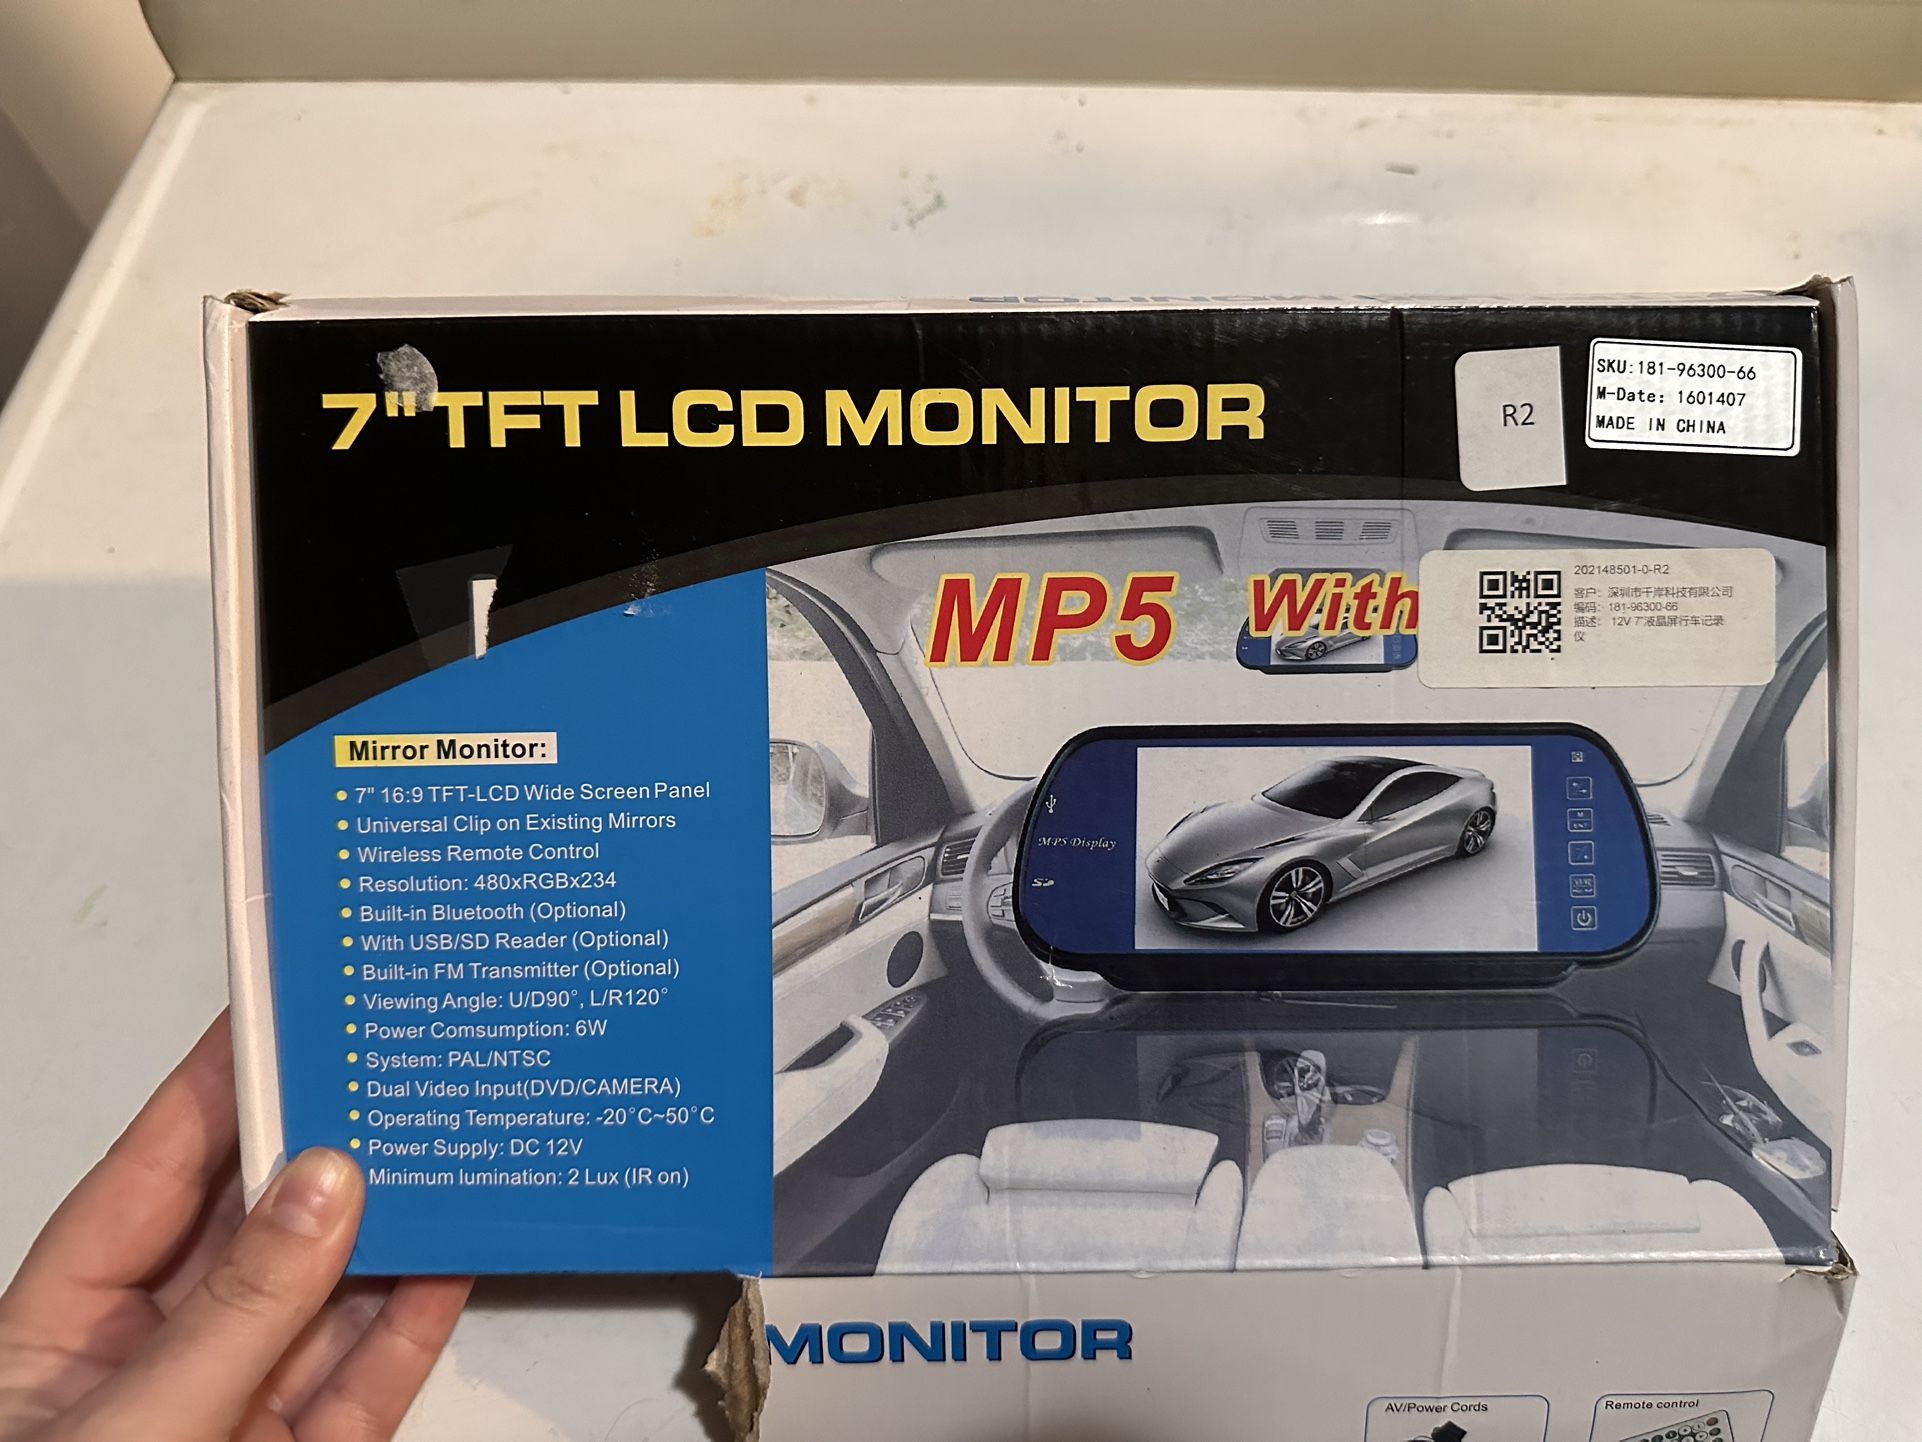 7" TFT LCD MONITOR
R2
SKU:181-96300-66
M-Date: 1601407
MADE IN CHINA
MP5 With
202148501-0-R2
客户: 深圳市千岸科技有限公司
编码: 181-96300-66
描述: 12V 7"液晶屏行车记录
仪
Mirror Monitor:
7" 16:9 TFT-LCD Wide Screen Panel
Universal Clip on Existing Mirrors
Wireless Remote Control
Resolution: 480xRGBx234
Built-in Bluetooth (Optional)
With USB/SD Reader (Optional)
Built-in FM Transmitter (Optional)
Viewing Angle: U/D90°, L/R120°
Power Comsumption: 6W
System: PAL/NTSC
Dual Video Input(DVD/CAMERA)
Operating Temperature: -20°C~50°C
Power Supply: DC 12V
Minimum lumination: 2 Lux (IR on)
MP5 Display
MONITOR
AV/Power Cords
Remote control